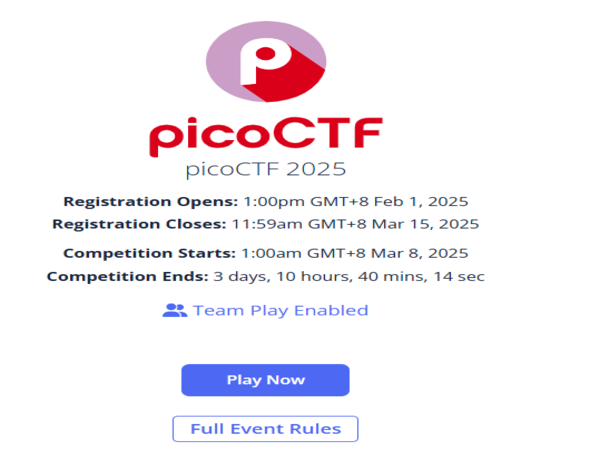 picoCTF
picoCTF 2025
Registration Opens: 1:00pm GMT+8 Feb 1, 2025
Registration Closes: 11:59am GMT+8 Mar 15, 2025
Competition Starts: 1:00am GMT+8 Mar 8, 2025
Competition Ends: 3 days, 10 hours, 40 mins, 14 sec
Team Play Enabled
Play Now
Full Event Rules